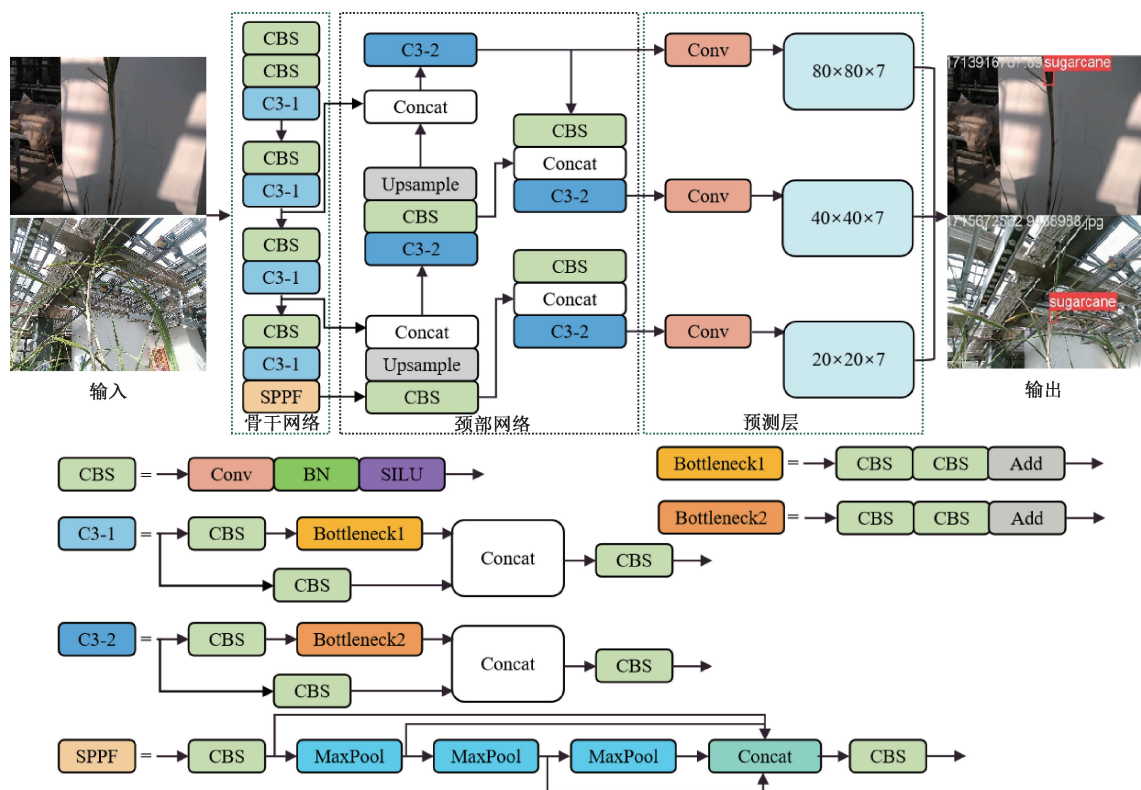 CBS
CBS
C3-1
CBS
C3-1
CBS
C3-1
CBS
C3-1
SPPF
骨干网络
C3-2
Concat
Upsample
CBS
C3-2
Concat
Upsample
CBS
CBS
Concat
C3-2
CBS
Concat
C3-2
颈部网络
Conv
80×80×7
Conv
40×40×7
Conv
20×20×7
预测层
输入
sugarcane
sugarcane
输出
CBS = Conv BN SILU
Bottleneck1 = CBS CBS Add
Bottleneck2 = CBS CBS Add
C3-1 = CBS Bottleneck1 Concat CBS
CBS
C3-2 = CBS Bottleneck2 Concat CBS
CBS
SPPF = CBS MaxPool MaxPool MaxPool Concat CBS